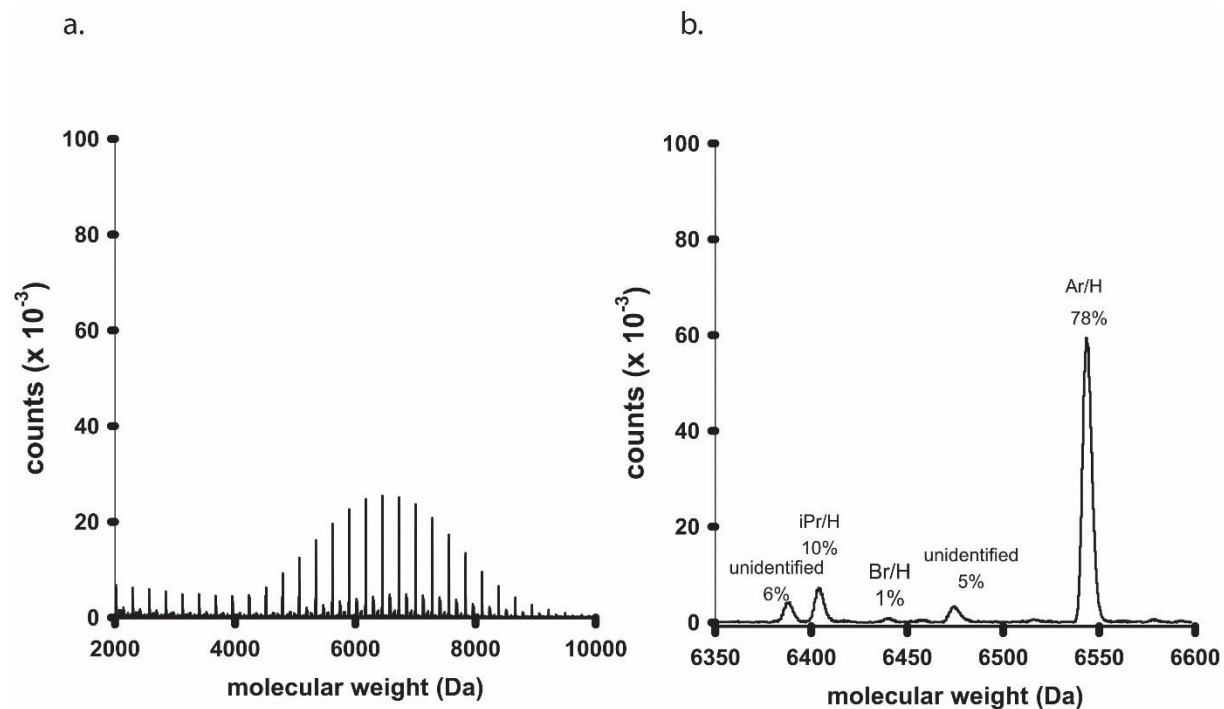 a.
100
80
60
40
20
0
counts (x 10⁻³)
2000 4000 6000 8000 10000
molecular weight (Da)
b.
100
80
60
40
20
0
counts (x 10⁻³)
Ar/H
78%
iPr/H
10%
unidentified
6%
Br/H
1%
unidentified
5%
6350 6400 6450 6500 6550 6600
molecular weight (Da)